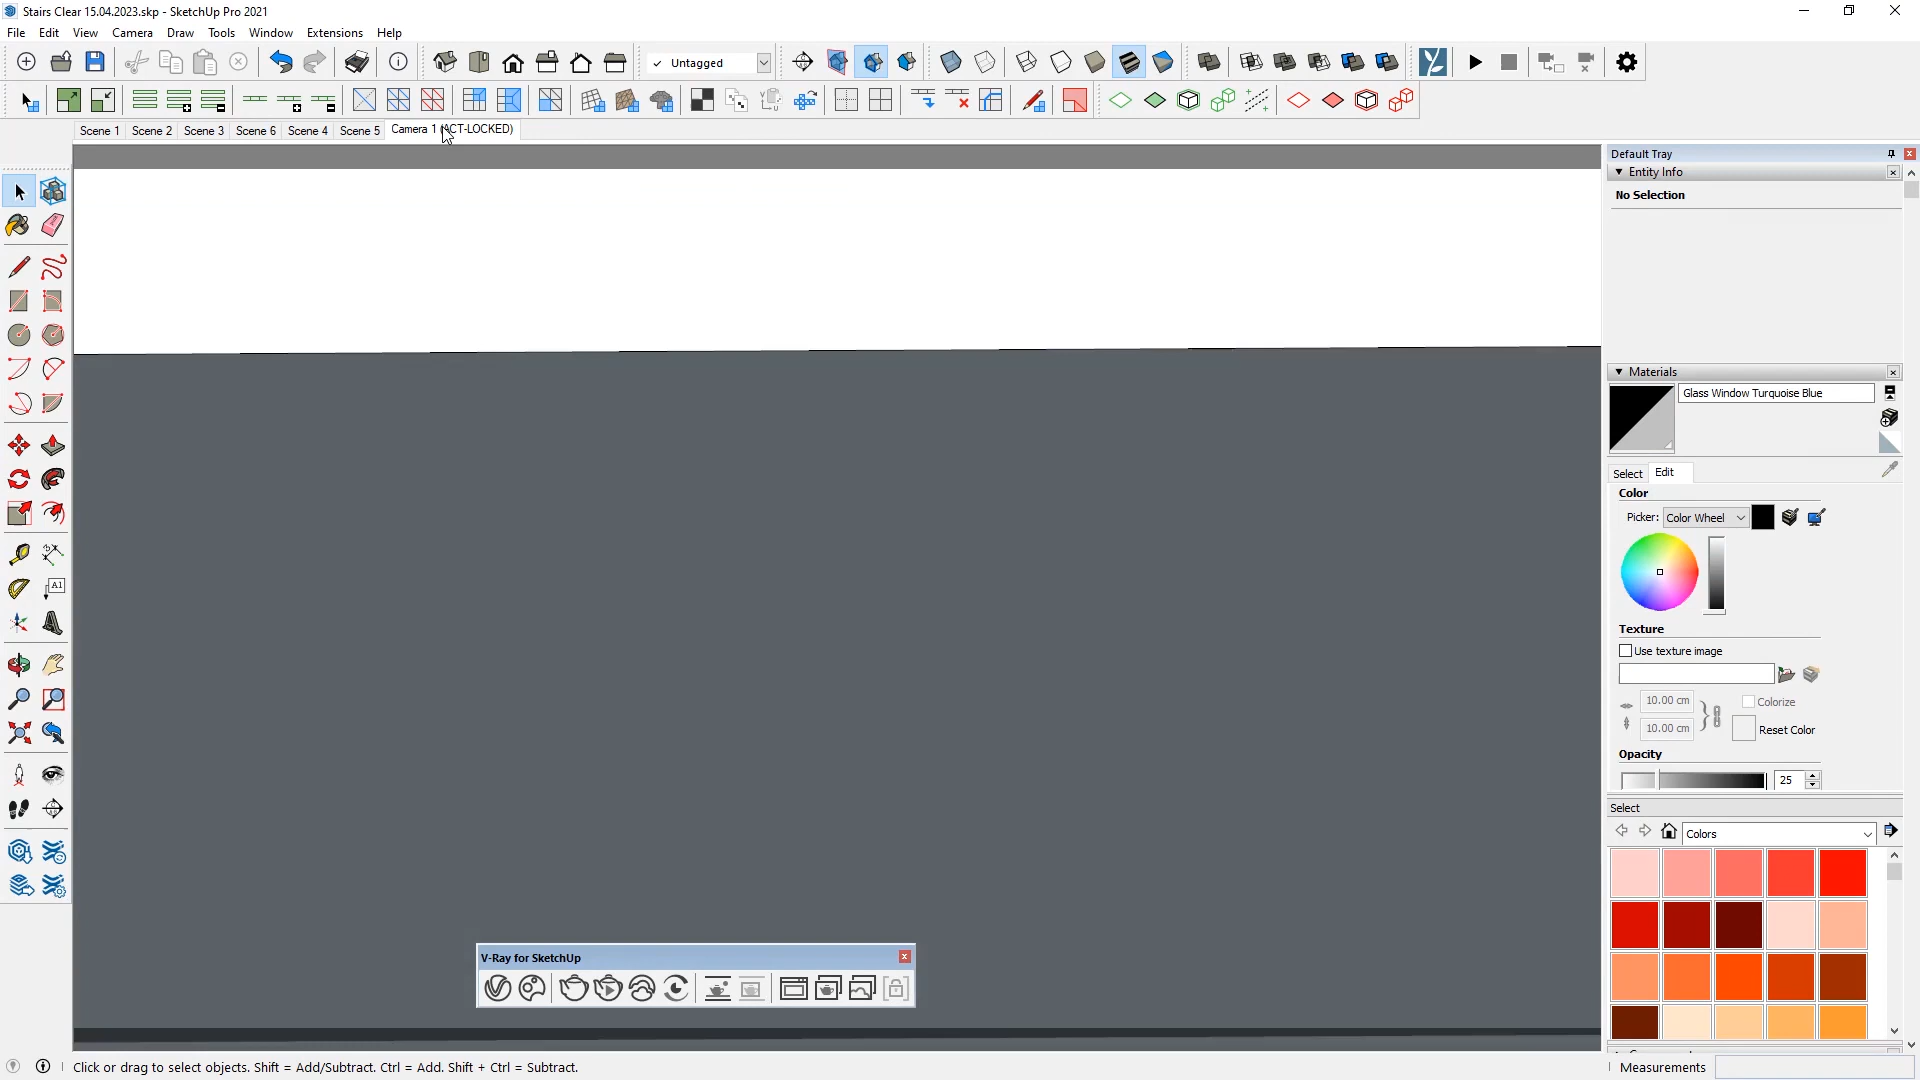 Stairs Clear 15.04.2023.skp - SketchUp Pro 2021
File Edit View Camera Draw Tools Window Extensions Help
Untagged
Scene 1 Scene 2 Scene 3 Scene 6 Scene 4 Scene 5 Camera 1 (ACT-LOCKED)
Default Tray
Entity Info
No Selection
Materials
Glass Window Turquoise Blue
Select Edit
Color
Picker: Color Wheel
Texture
Use texture image
10.00 cm
Colorize
10.00 cm
Reset Color
Opacity
25
Select
Colors
A1
V-Ray for SketchUp
Click or drag to select objects. Shift = Add/Subtract. Ctrl = Add. Shift + Ctrl = Subtract.
Measurements